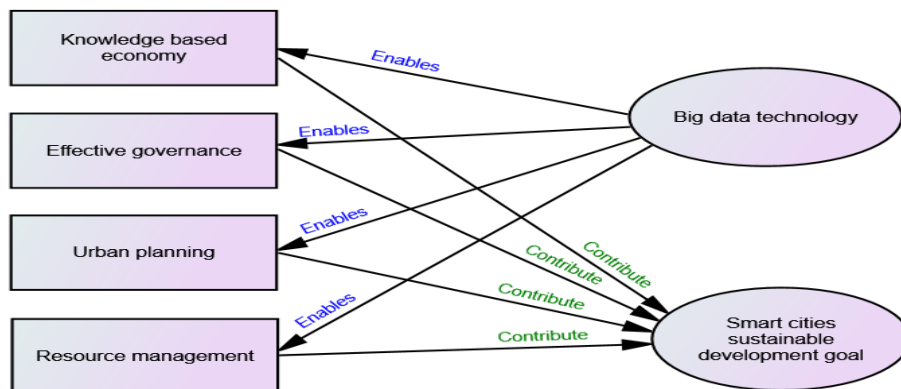 Knowledge based
economy
Enables
Big data technology
Enables
Effective governance
Enables
Urban planning
Contribute
Contribute
Contribute
Enables
Contribute
Resource management
Smart cities
sustainable
development goal